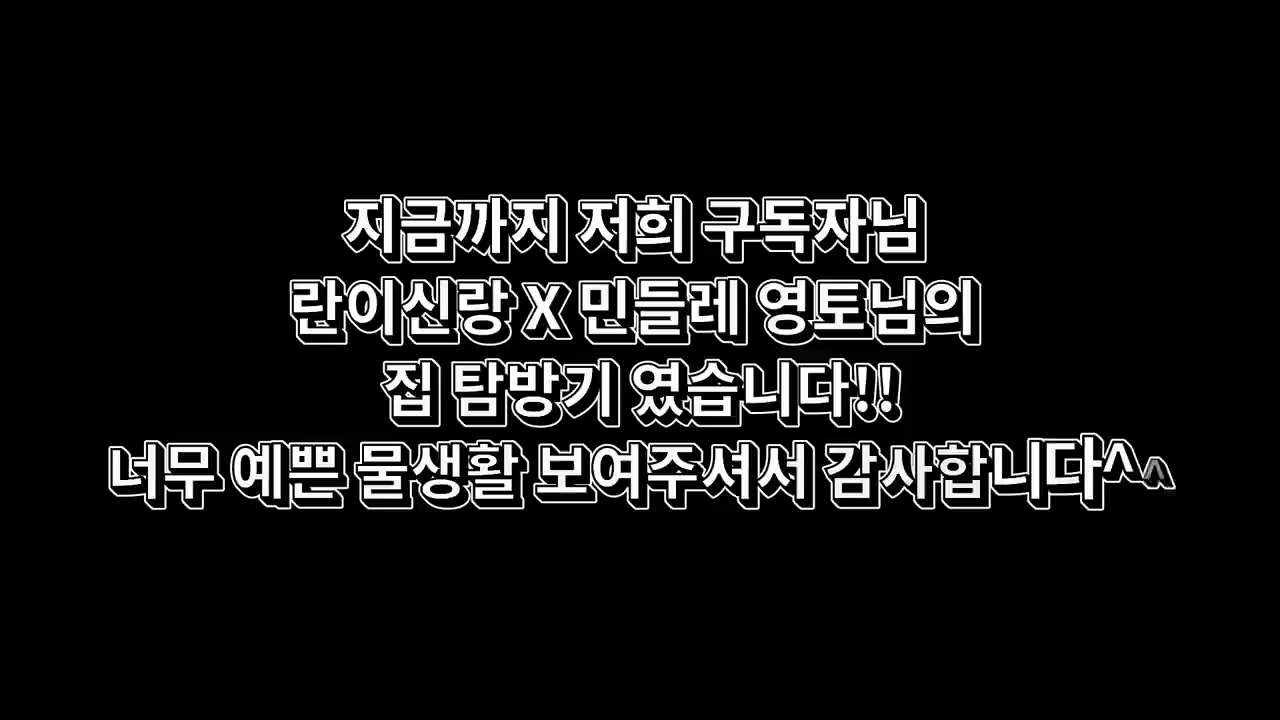 지금까지 저희 구독자님
란이신랑 X 민들레 영토님의
집 탐방기 였습니다!!
너무 예쁜 물생활 보여주셔서 감사합니다^^